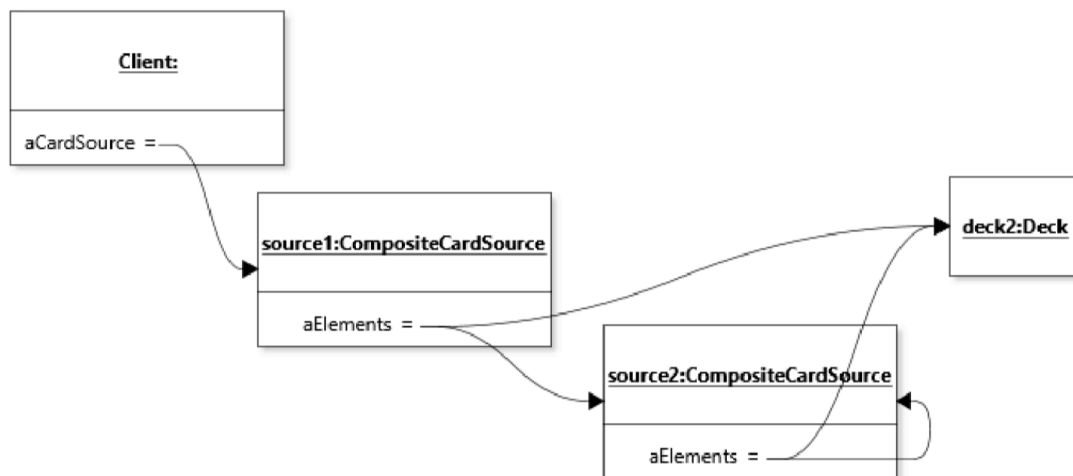 Client:
aCardSource =
source1:CompositeCardSource
deck2:Deck
aElements =
source2:CompositeCardSource
aElements =